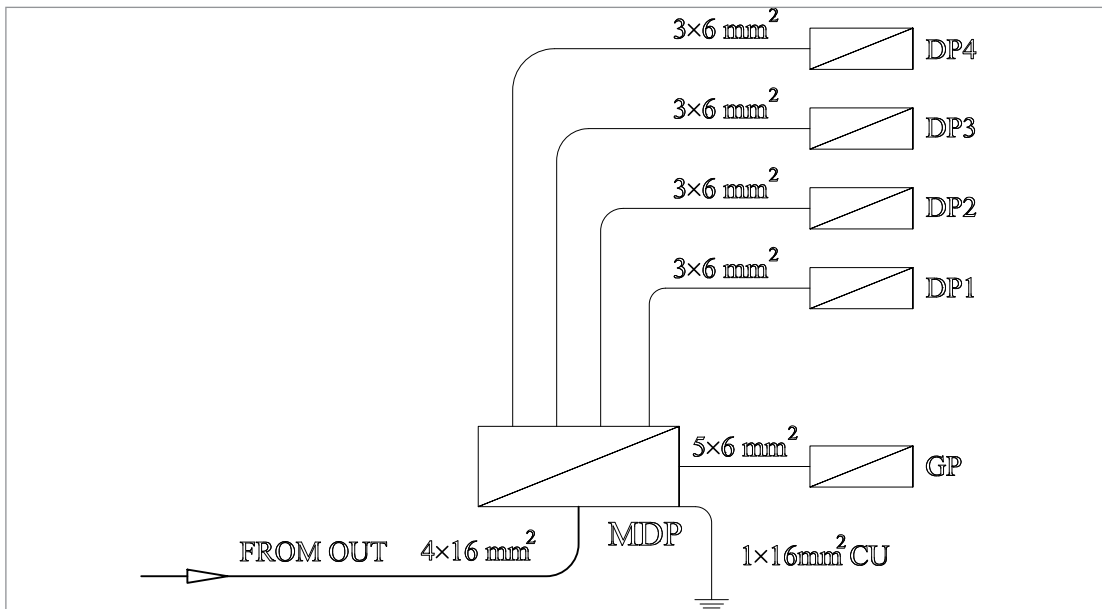 3×6 mm² DP4
3×6 mm² DP3
3×6 mm² DP2
3×6 mm² DP1
5×6 mm² GP
MDP
FROM OUT 4×16 mm²
1×16mm² CU